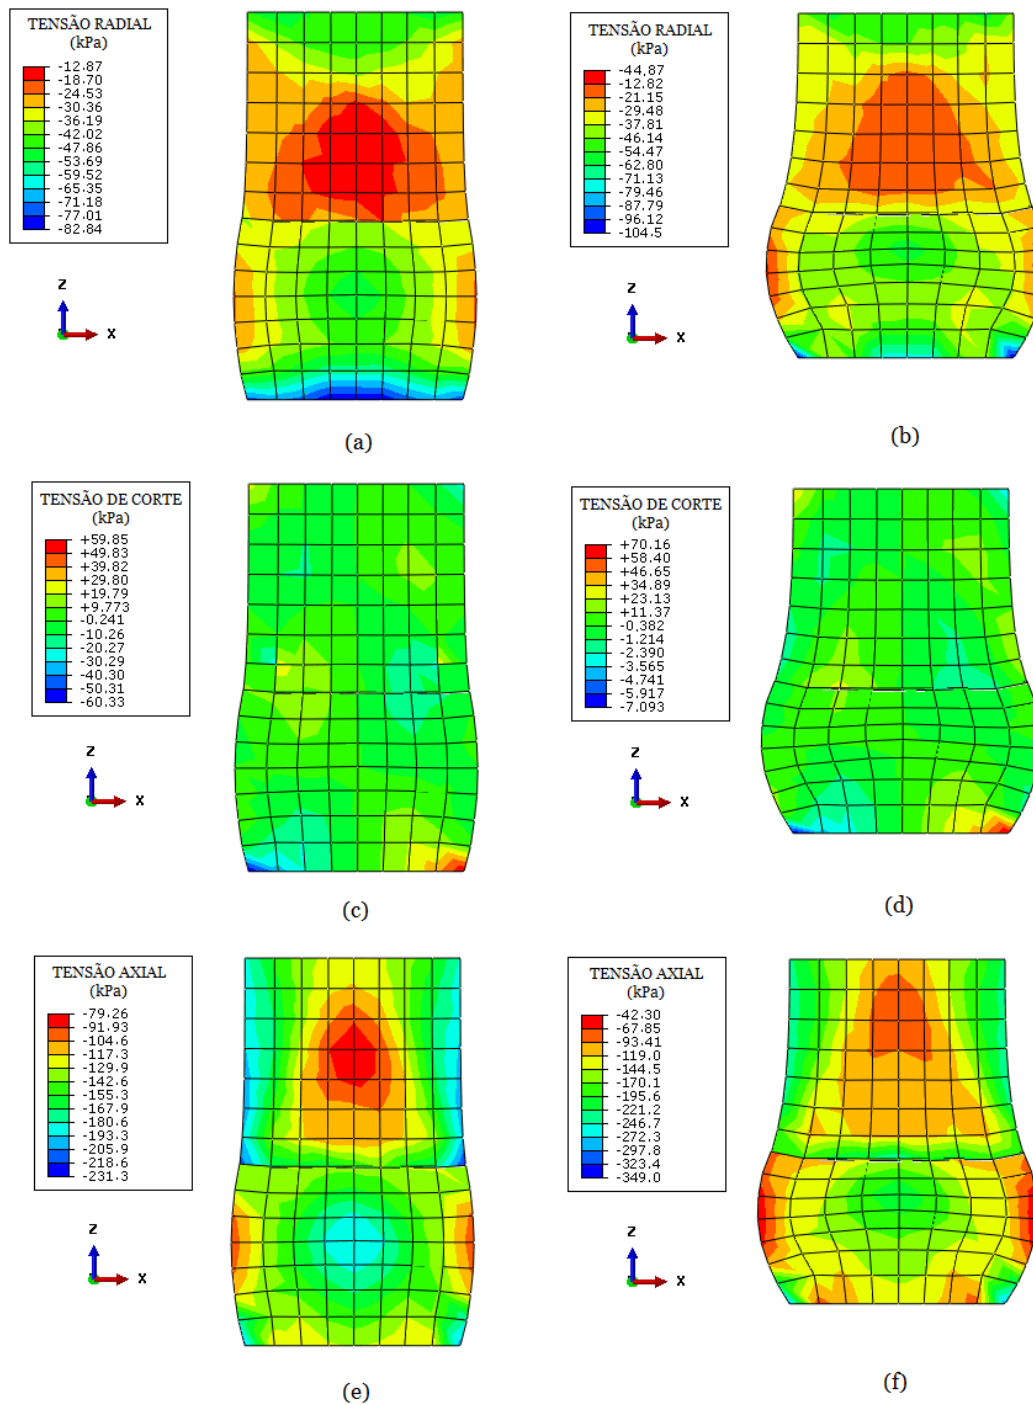 TENSÃO RADIAL
(kPa)
-12.87
-18.70
-24.53
-30.36
-36.19
-42.02
-47.86
-53.69
-59.52
-65.35
-71.18
-77.01
-82.84
Z
X
(a)
TENSÃO RADIAL
(kPa)
-44.87
-12.82
-21.15
-29.48
-37.81
-46.14
-54.47
-62.80
-71.13
-79.46
-87.79
-96.12
-104.5
Z
X
(b)
TENSÃO DE CORTE
(kPa)
+59.85
+49.83
+39.82
+29.80
+19.79
+9.773
-0.241
-10.26
-20.27
-30.29
-40.30
-50.31
-60.33
Z
X
(c)
TENSÃO DE CORTE
(kPa)
+70.16
+58.40
+46.65
+34.89
+23.13
+11.37
-0.382
-1.214
-2.390
-3.565
-4.741
-5.917
-7.093
Z
X
(d)
TENSÃO AXIAL
(kPa)
-79.26
-91.93
-104.6
-117.3
-129.9
-142.6
-155.3
-167.9
-180.6
-193.3
-205.9
-218.6
-231.3
Z
X
(e)
TENSÃO AXIAL
(kPa)
-42.30
-67.85
-93.41
-119.0
-144.5
-170.1
-195.6
-221.2
-246.7
-272.3
-297.8
-323.4
-349.0
Z
X
(f)